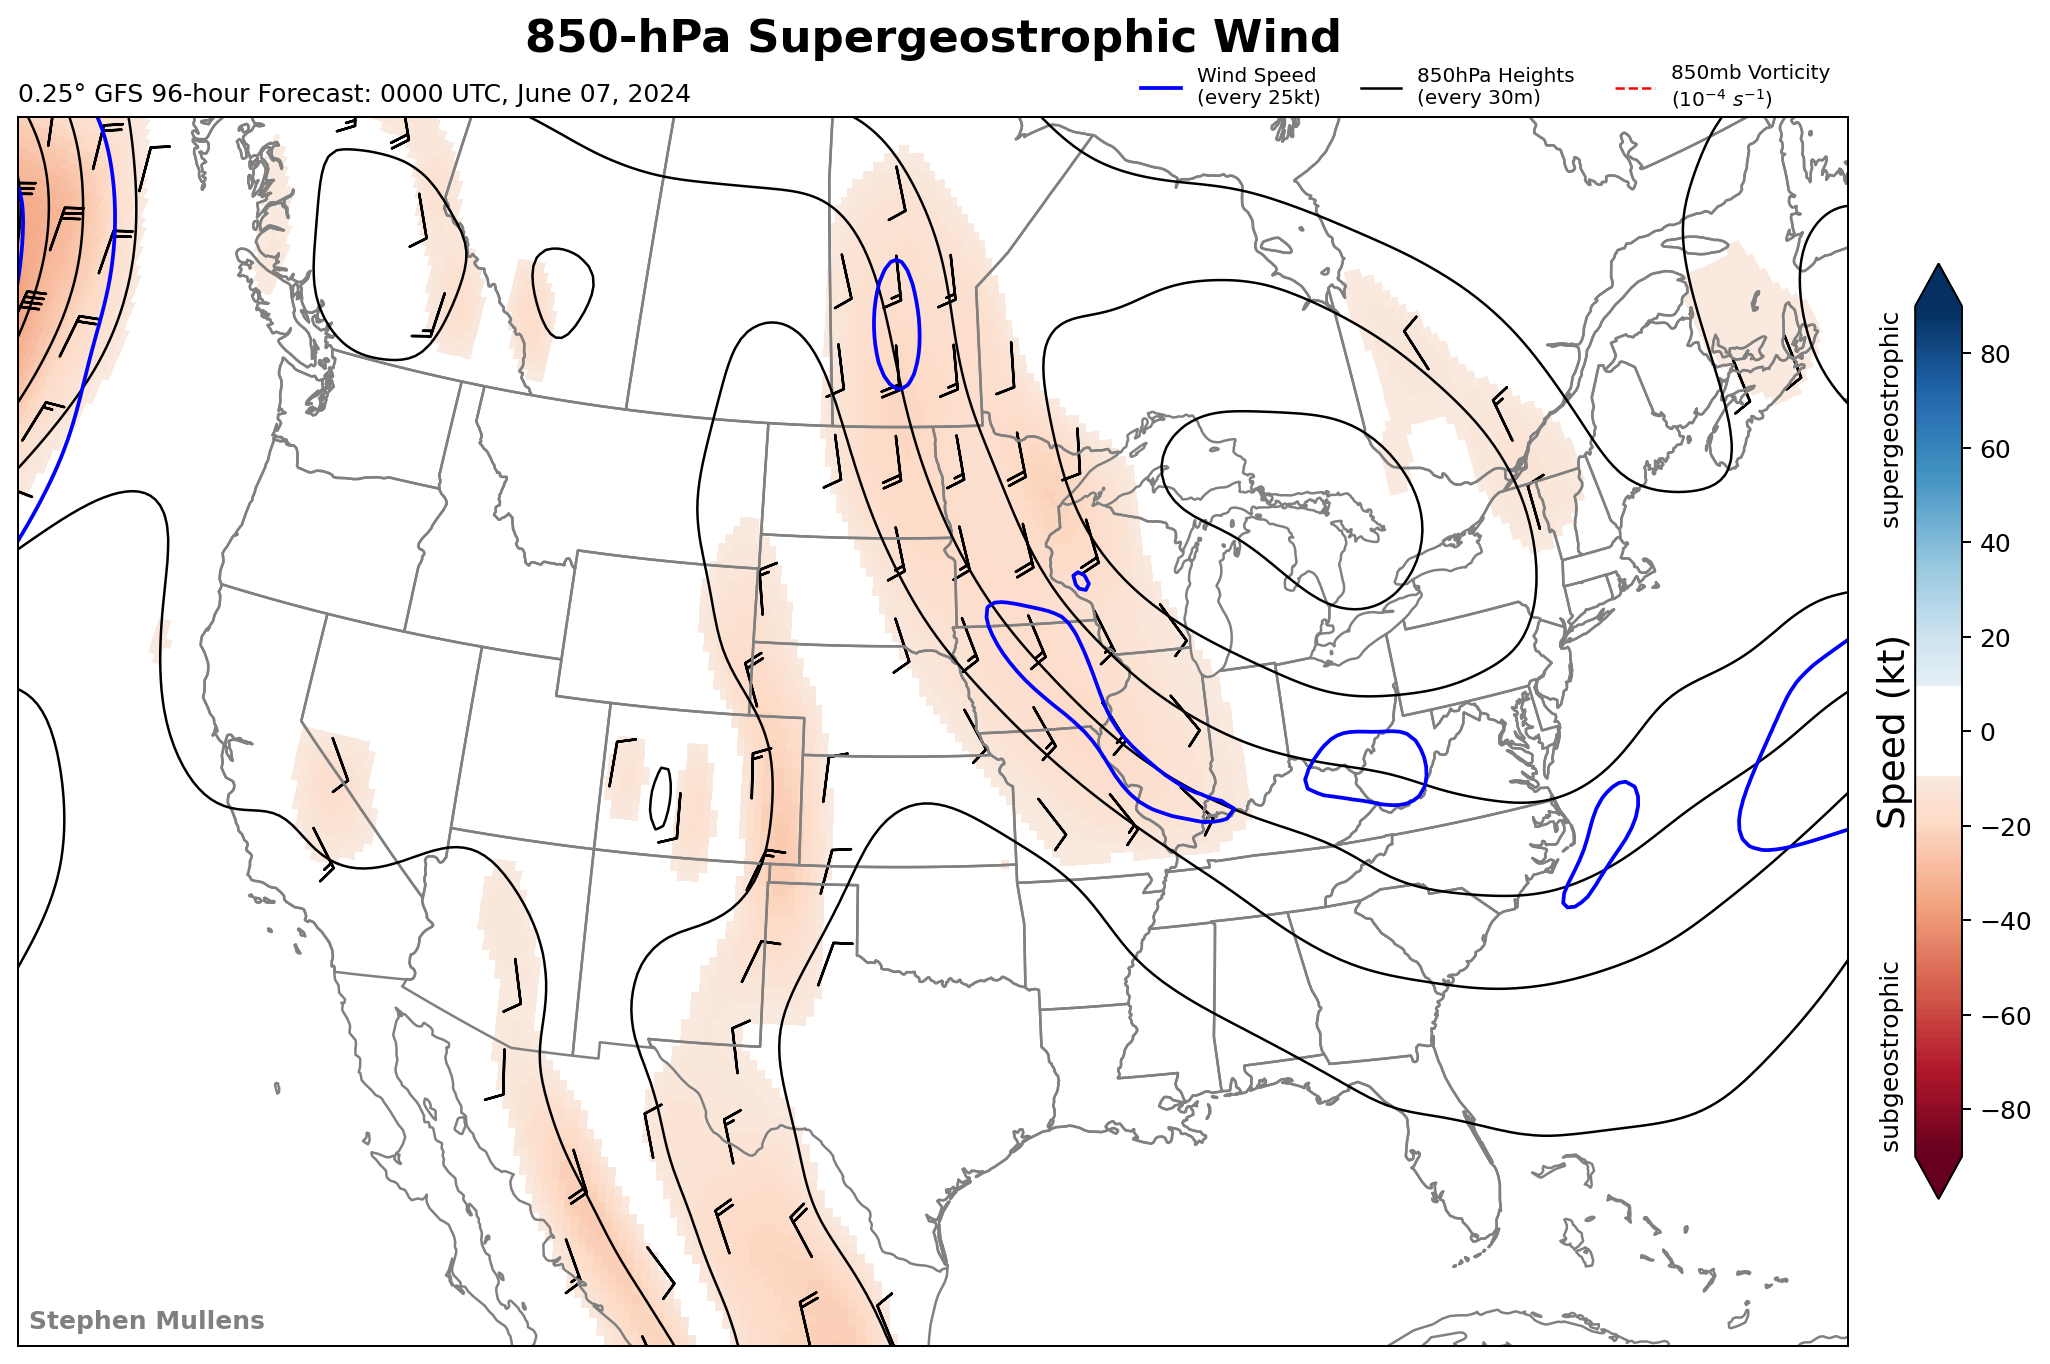 850-hPa Supergeostrophic Wind
0.25° GFS 96-hour Forecast: 0000 UTC, June 07, 2024
Wind Speed
(every 25kt)
850hPa Heights
(every 30m)
850mb Vorticity
(10⁻⁴ s⁻¹)
supergeostrophic
Speed (kt)
subgeostrophic
80
60
40
20
0
−20
−40
−60
−80
Stephen Mullens